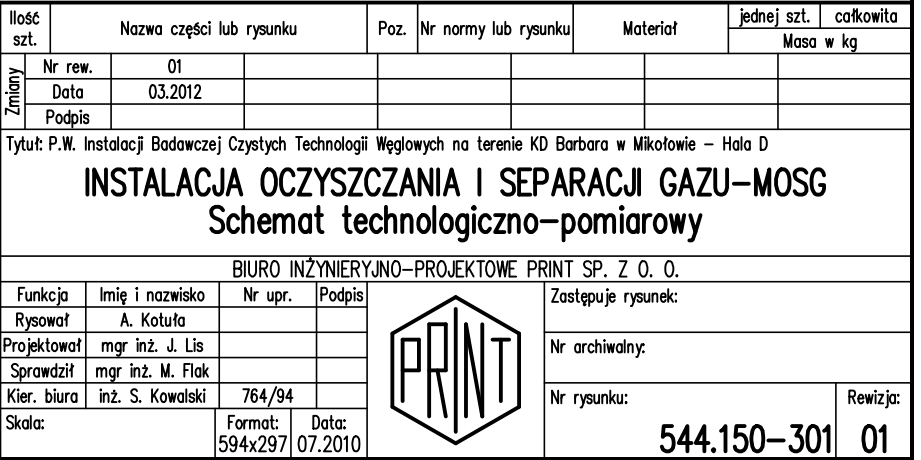 Ilość szt. Nazwa części lub rysunku Poz. Nr normy lub rysunku Materiał jednej szt. całkowita
Masa w kg
Zmiany
Nr rew. 01
Data 03.2012
Podpis
Tytuł: P.W. Instalacji Badawczej Czystych Technologii Węglowych na terenie KD Barbara w Mikołowie – Hala D
INSTALACJA OCZYSZCZANIA I SEPARACJI GAZU–MOSG
Schemat technologiczno–pomiarowy
BIURO INŻYNIERYJNO–PROJEKTOWE PRINT SP. Z O. O.
Funkcja Imię i nazwisko Nr upr. Podpis
Rysował A. Kotuła
Projektował mgr inż. J. Lis
Sprawdził mgr inż. M. Flak
Kier. biura inż. S. Kowalski 764/94
Skala: Format: Data:
594x297 07.2010
PRINT
Zastępuje rysunek:
Nr archiwalny:
Nr rysunku: Rewizja:
544.150–301 01